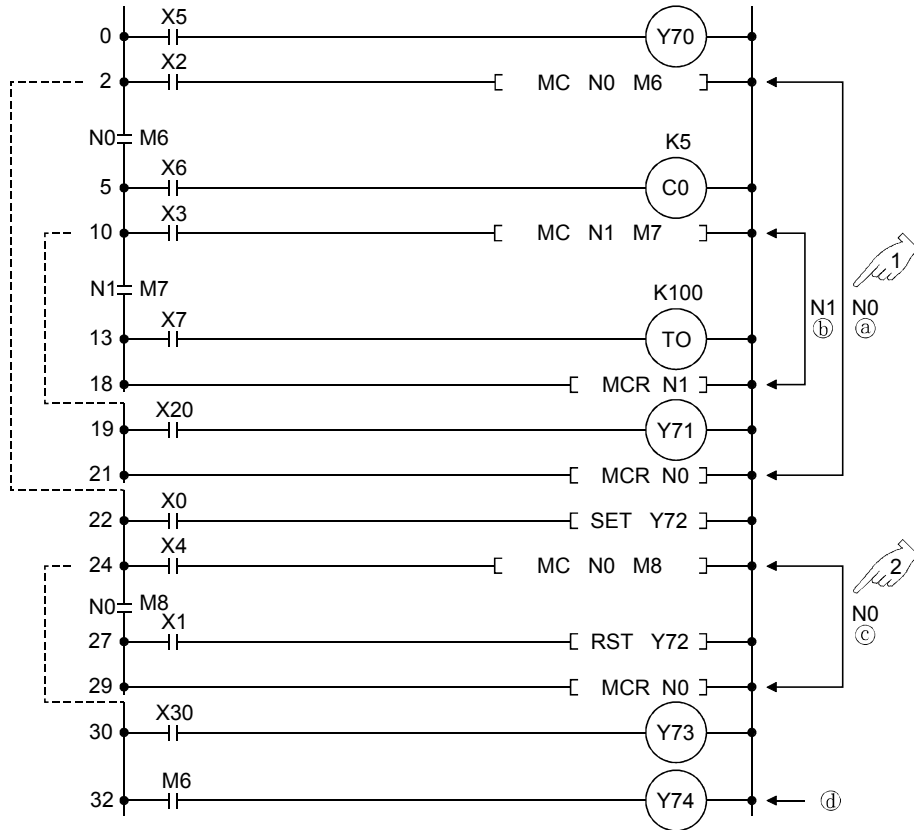 X5
0 Y70
X2
2 MC N0 M6
N0 M6
K5
X6
5 C0
X3
10 MC N1 M7
1
N1 M7
K100
N1 N0
X7
13 TO
ⓑ ⓐ
18 MCR N1
X20
19 Y71
21 MCR N0
X0
22 SET Y72
X4
24 MC N0 M8
2
N0 M8
N0
X1
27 RST Y72
ⓒ
29 MCR N0
X30
30 Y73
M6
32 Y74 ⓓ